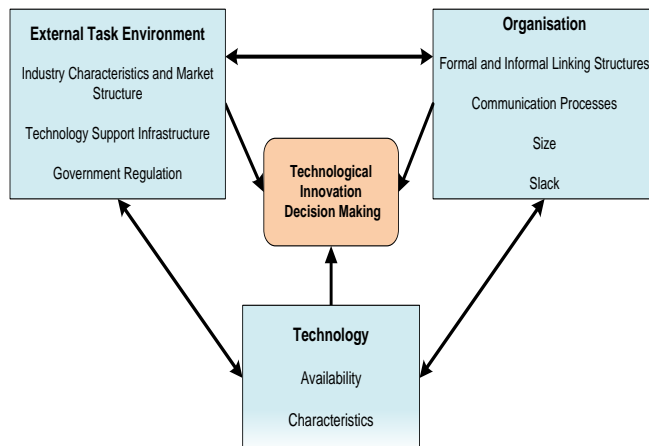 External Task Environment
Industry Characteristics and Market
Structure
Technology Support Infrastructure
Government Regulation
Organisation
Formal and Informal Linking Structures
Communication Processes
Size
Slack
Technological
Innovation
Decision Making
Technology
Availability
Characteristics